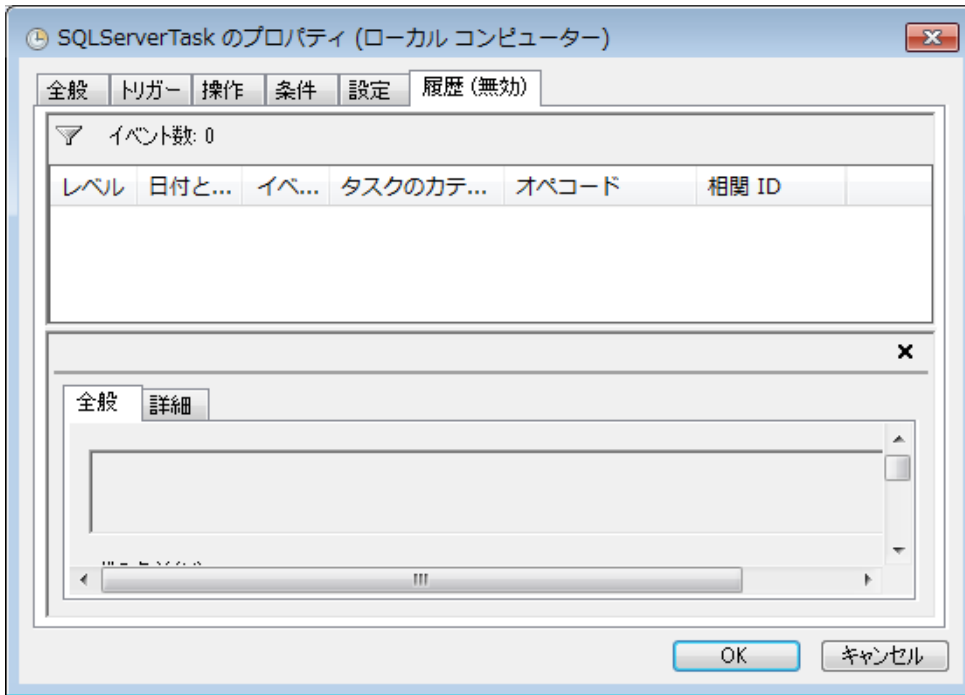 SQLServerTask のプロパティ (ローカル コンピューター)
全般 トリガー 操作 条件 設定 履歴 (無効)
イベント数: 0
レベル 日付と... イベ... タスクのカテ... オペコード 相関 ID
全般 詳細
OK キャンセル